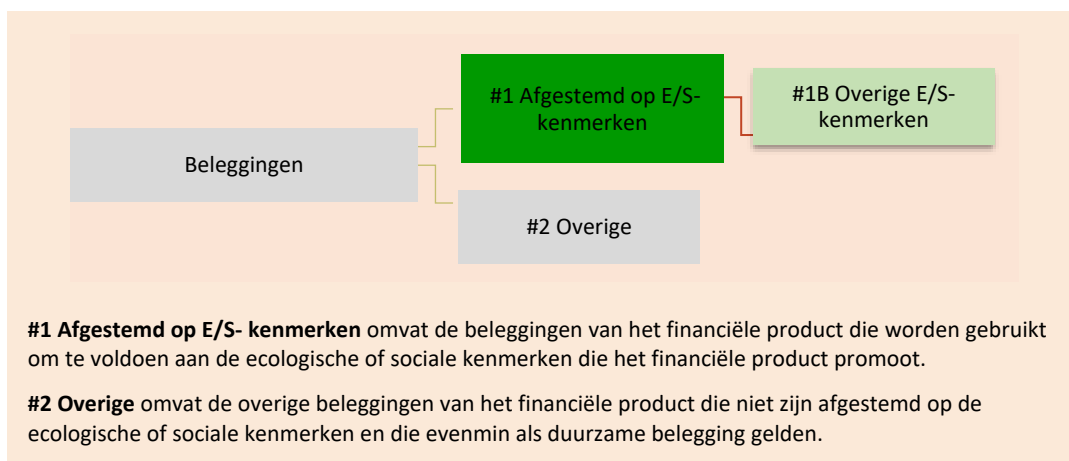 #1 Afgestemd op E/S-
kenmerken
#1B Overige E/S-
kenmerken
Beleggingen
#2 Overige
#1 Afgestemd op E/S- kenmerken omvat de beleggingen van het financiële product die worden gebruikt
om te voldoen aan de ecologische of sociale kenmerken die het financiële product promoot.
#2 Overige omvat de overige beleggingen van het financiële product die niet zijn afgestemd op de
ecologische of sociale kenmerken en die evenmin als duurzame belegging gelden.